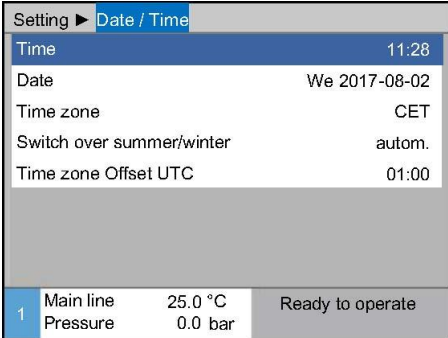 Setting ► Date / Time
Time 11:28
Date We 2017-08-02
Time zone CET
Switch over summer/winter autom.
Time zone Offset UTC 01:00
1 Main line 25.0 °C Ready to operate
Pressure 0.0 bar